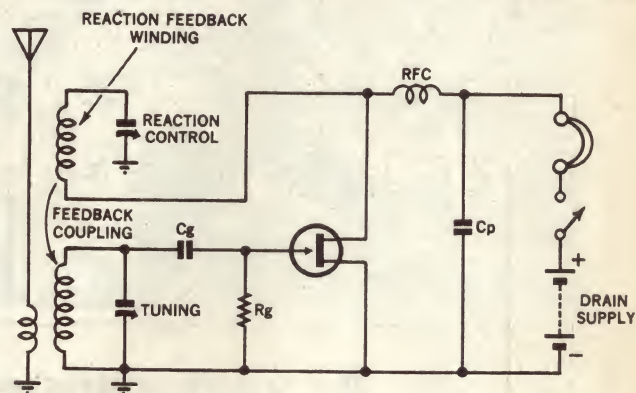 REACTION FEEDBACK
WINDING
RFC
REACTION
CONTROL
FEEDBACK
COUPLING
Cg
Cp
TUNING
Rg
+
DRAIN
SUPPLY
−